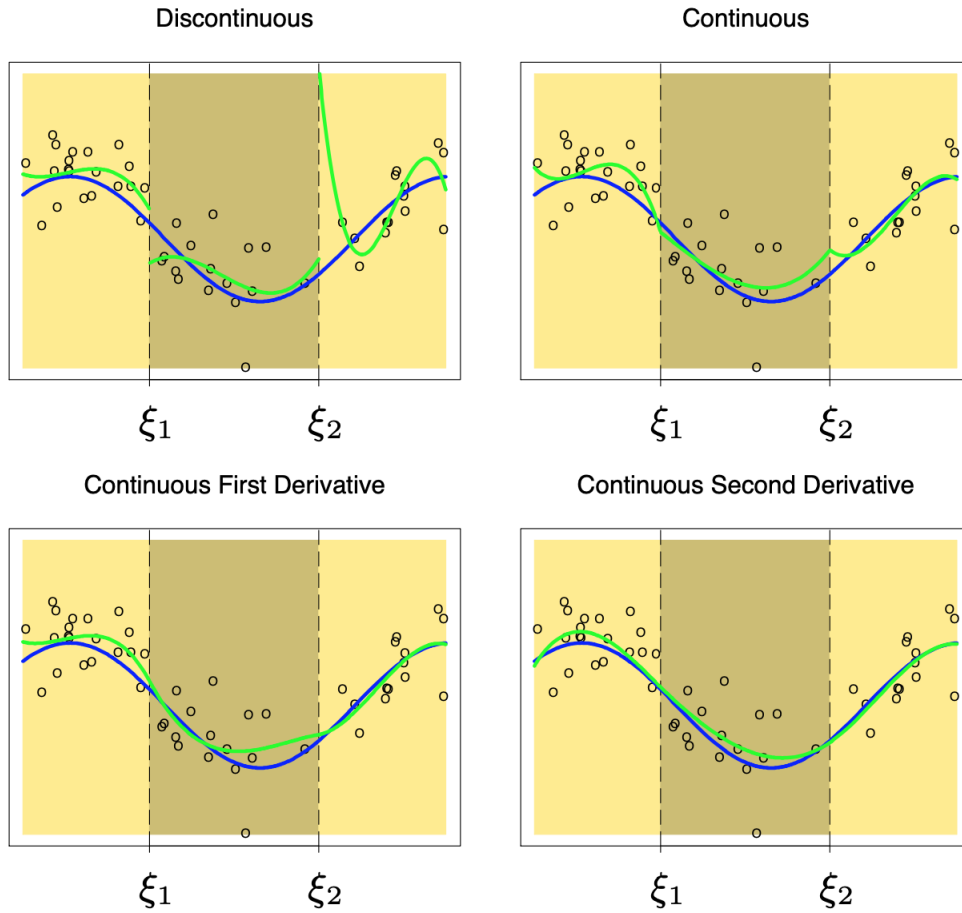 Discontinuous
Continuous
ξ1 ξ2
ξ1 ξ2
Continuous First Derivative
Continuous Second Derivative
ξ1 ξ2
ξ1 ξ2